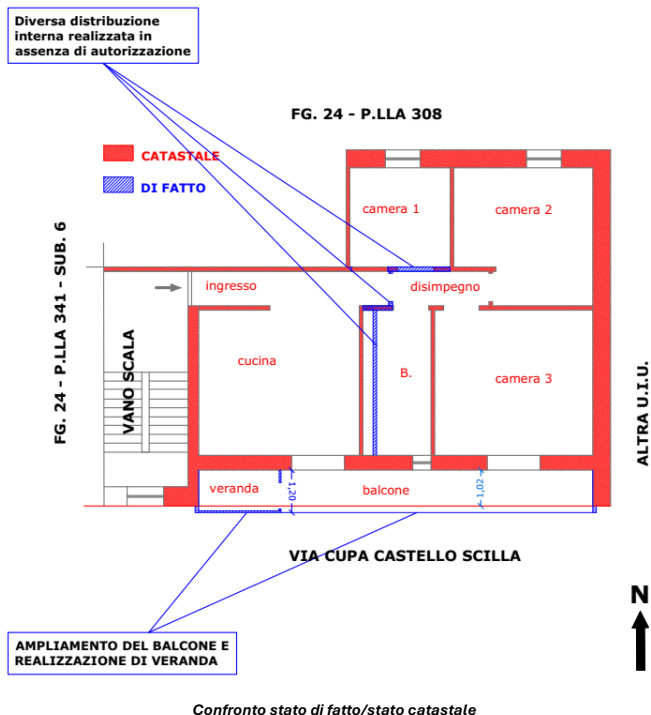 Diversa distribuzione
interna realizzata in
assenza di autorizzazione
FG. 24 - P.LLA 308
CATASTALE
DI FATTO
camera 1
camera 2
ingresso
disimpegno
FG. 24 - P.LLA 341 - SUB. 6
VANO SCALA
cucina
B.
camera 3
ALTRA U.I.U.
veranda
1,20
balcone
1,02
VIA CUPA CASTELLO SCILLA
N
AMPLIAMENTO DEL BALCONE E
REALIZZAZIONE DI VERANDA
Confronto stato di fatto/stato catastale